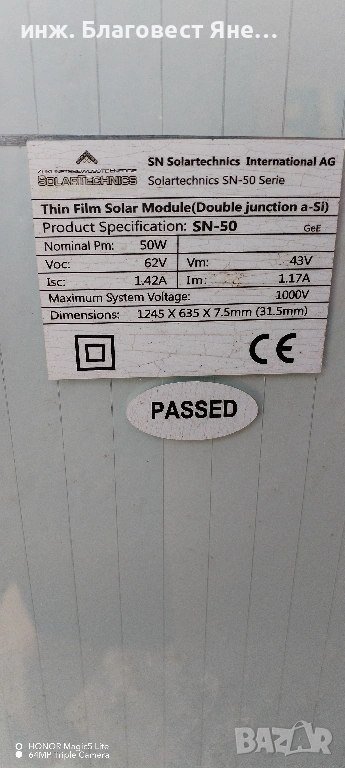 инж. Благовест Яне...
SOLARTECHNICS
SN Solartechnics International AG
Solartechnics SN-50 Serie
Thin Film Solar Module(Double junction a-Si)
Product Specification: SN-50 GeE
Nominal Pm: 50W
Voc: 62V Vm: 43V
Isc: 1.42A Im: 1.17A
Maximum System Voltage: 1000V
Dimensions: 1245 X 635 X 7.5mm (31.5mm)
CE
PASSED
HONOR Magic5 Lite
64MP Triple Camera
BAZAR